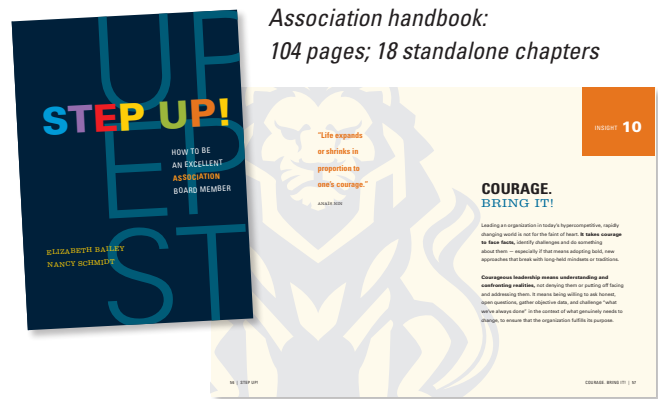 Association handbook:
104 pages; 18 standalone chapters
UP
EP
ST
STEP UP!
HOW TO BE
AN EXCELLENT
ASSOCIATION
BOARD MEMBER
ELIZABETH BAILEY
NANCY SCHMIDT
"Life expands
or shrinks in
proportion to
one's courage."
ANAÏS NIN
INSIGHT 10
COURAGE.
BRING IT!
Leading an organization in today's hypercompetitive, rapidly
changing world is not for the faint of heart. It takes courage
to face facts, identify challenges and do something
about them — especially if that means adopting bold, new
approaches that break with long-held mindsets or traditions.
Courageous leadership means understanding and
confronting realities, not denying them or putting off facing
and addressing them. It means being willing to ask honest,
open questions, gather objective data, and challenge "what
we've always done" in the context of what genuinely needs to
change, to ensure that the organization fulfills its purpose.
56 | STEP UP!
COURAGE. BRING IT! | 57